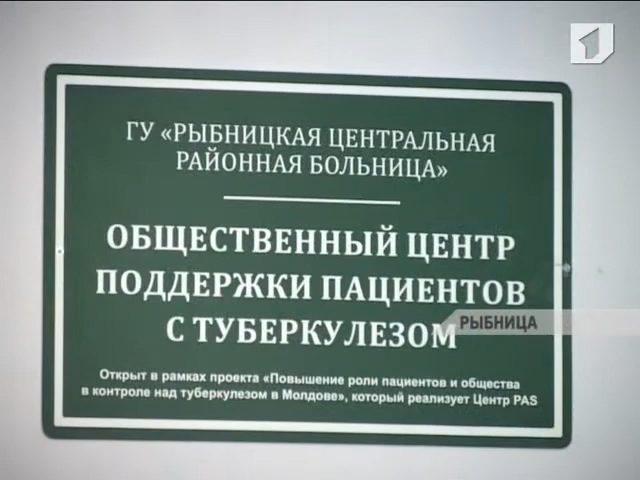 1
ГУ «РЫБНИЦКАЯ ЦЕНТРАЛЬНАЯ
РАЙОННАЯ БОЛЬНИЦА»
ОБЩЕСТВЕННЫЙ ЦЕНТР
ПОДДЕРЖКИ ПАЦИЕНТОВ
С ТУБЕРКУЛЕЗОМ
РЫБНИЦА
Открыт в рамках проекта «Повышение роли пациентов и общества
в контроле над туберкулезом в Молдове», который реализует Центр PAS